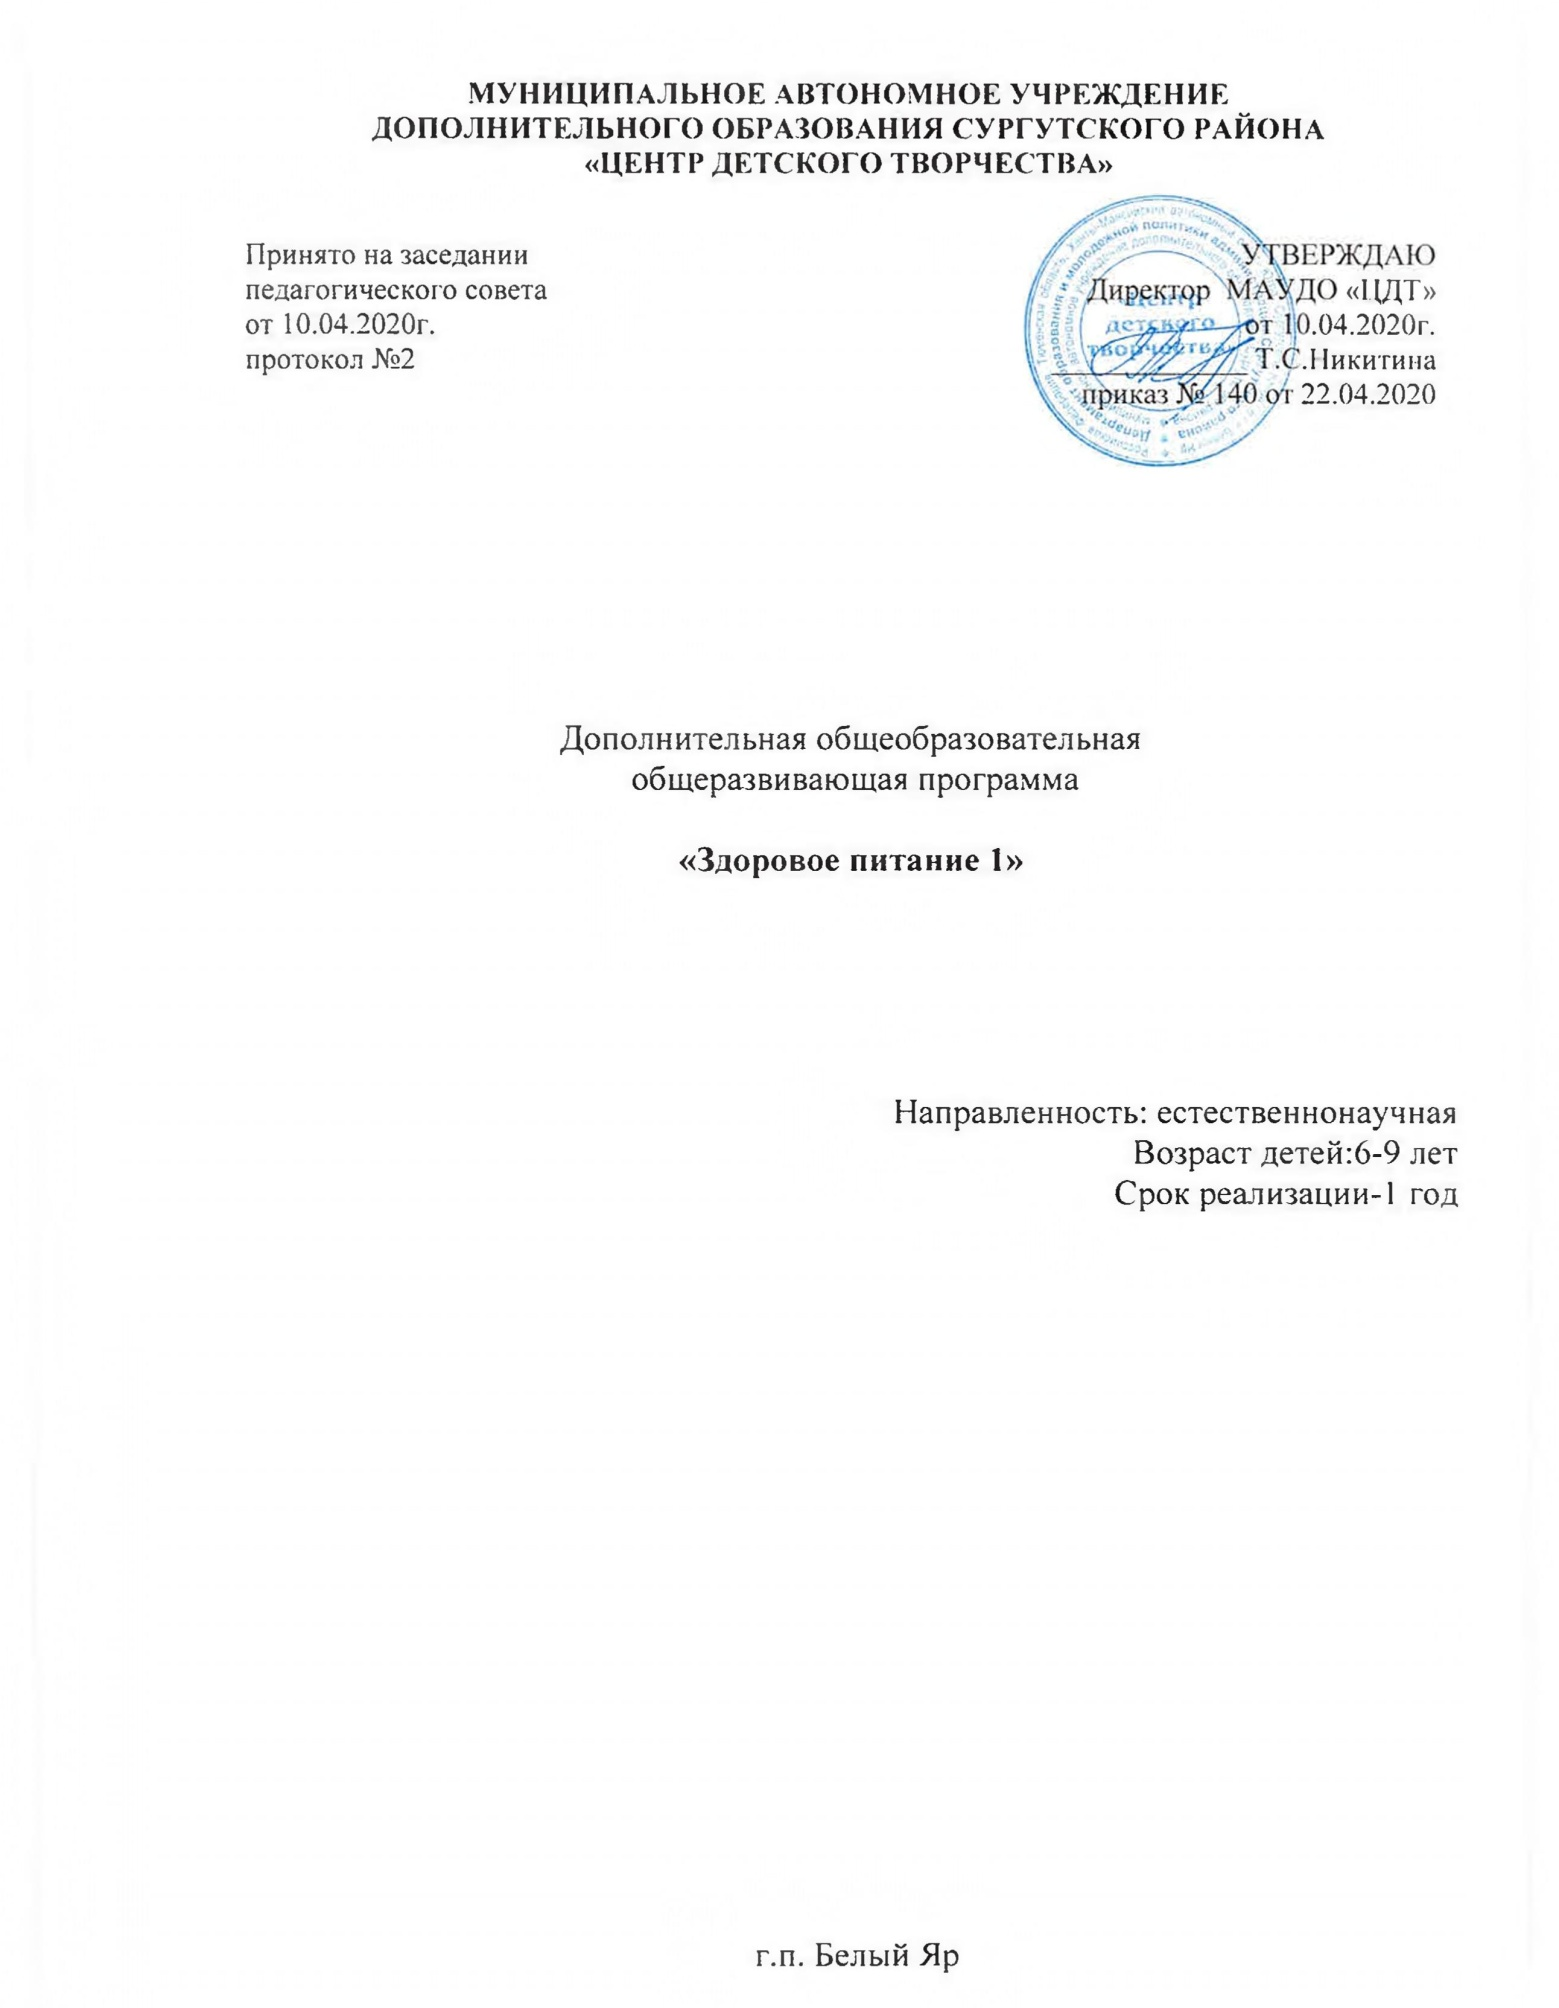 МУНИЦИПАЛЬНОЕ АВТОНОМНОЕ УЧРЕЖДЕНИЕ
ДОПОЛНИТЕЛЬНОГО ОБРАЗОВАНИЯ СУРГУТСКОГО РАЙОНА
«ЦЕНТР ДЕТСКОГО ТВОРЧЕСТВА»
Принято на заседании
педагогического совета
от 10.04.2020г.
протокол №2
УТВЕРЖДАЮ
Директор МАУДО «ЦДТ»
от 10.04.2020г.
Т.С.Никитина
приказ № 140 от 22.04.2020
Центр
детского
творчества
Дополнительная общеобразовательная
общеразвивающая программа
«Здоровое питание 1»
Направленность: естественнонаучная
Возраст детей:6-9 лет
Срок реализации-1 год
г.п. Белый Яр